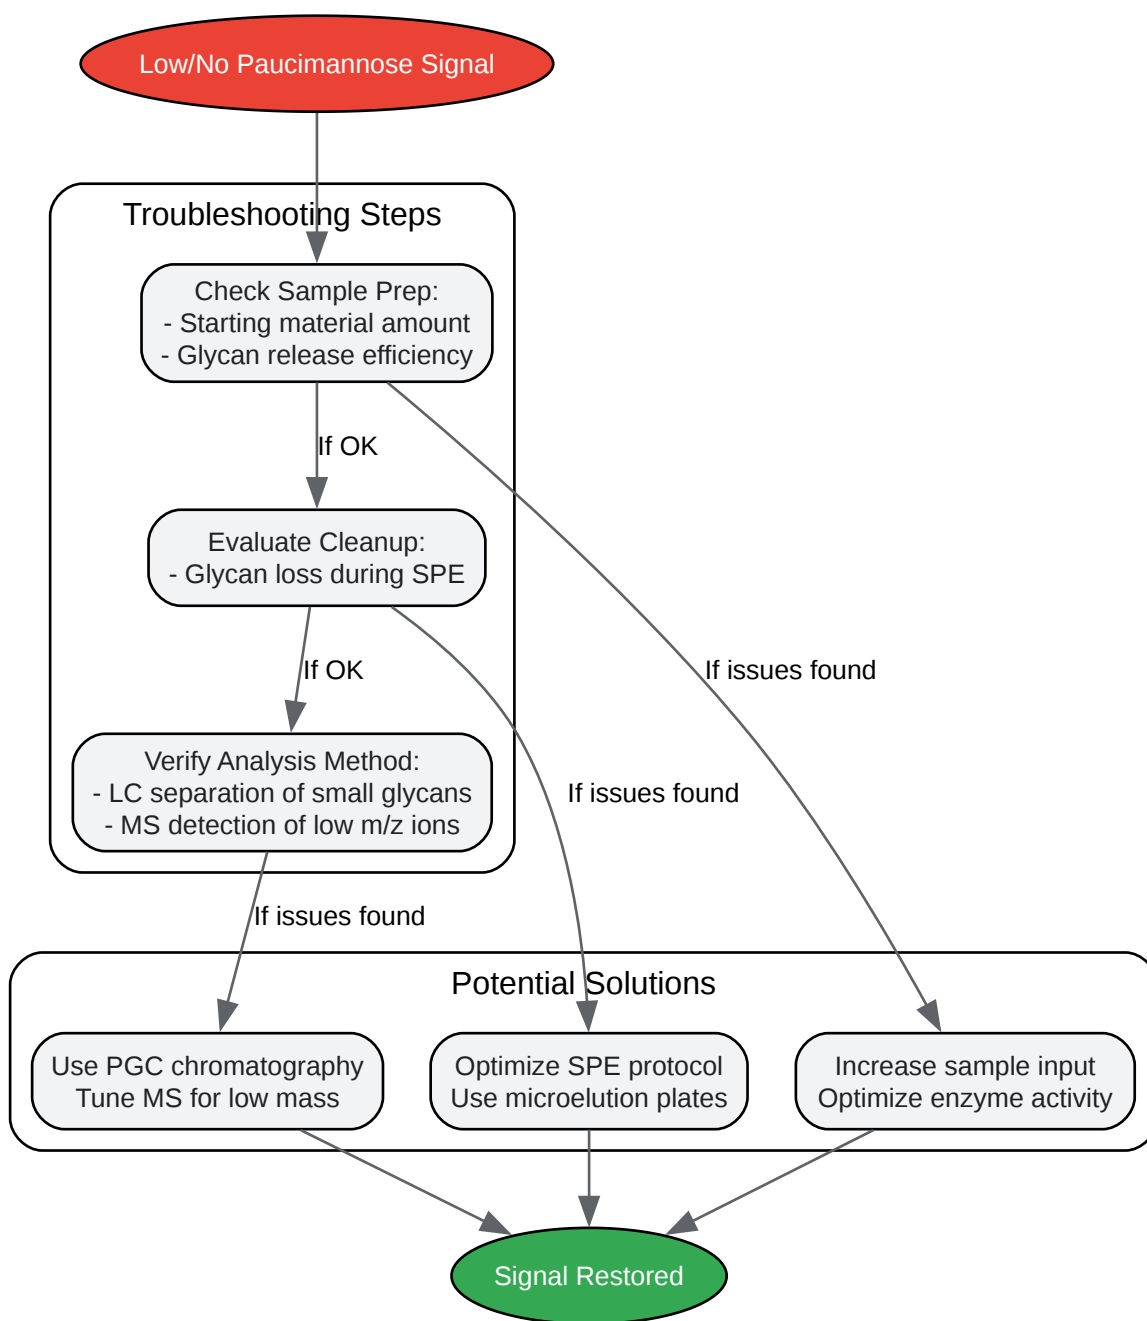 Low/No Paucimannose Signal
Troubleshooting Steps
Check Sample Prep:
- Starting material amount
- Glycan release efficiency
If OK
Evaluate Cleanup:
- Glycan loss during SPE
If OK
If issues found
Verify Analysis Method:
- LC separation of small glycans
- MS detection of low m/z ions
If issues found
If issues found
Potential Solutions
Use PGC chromatography
Tune MS for low mass
Optimize SPE protocol
Use microelution plates
Increase sample input
Optimize enzyme activity
Signal Restored